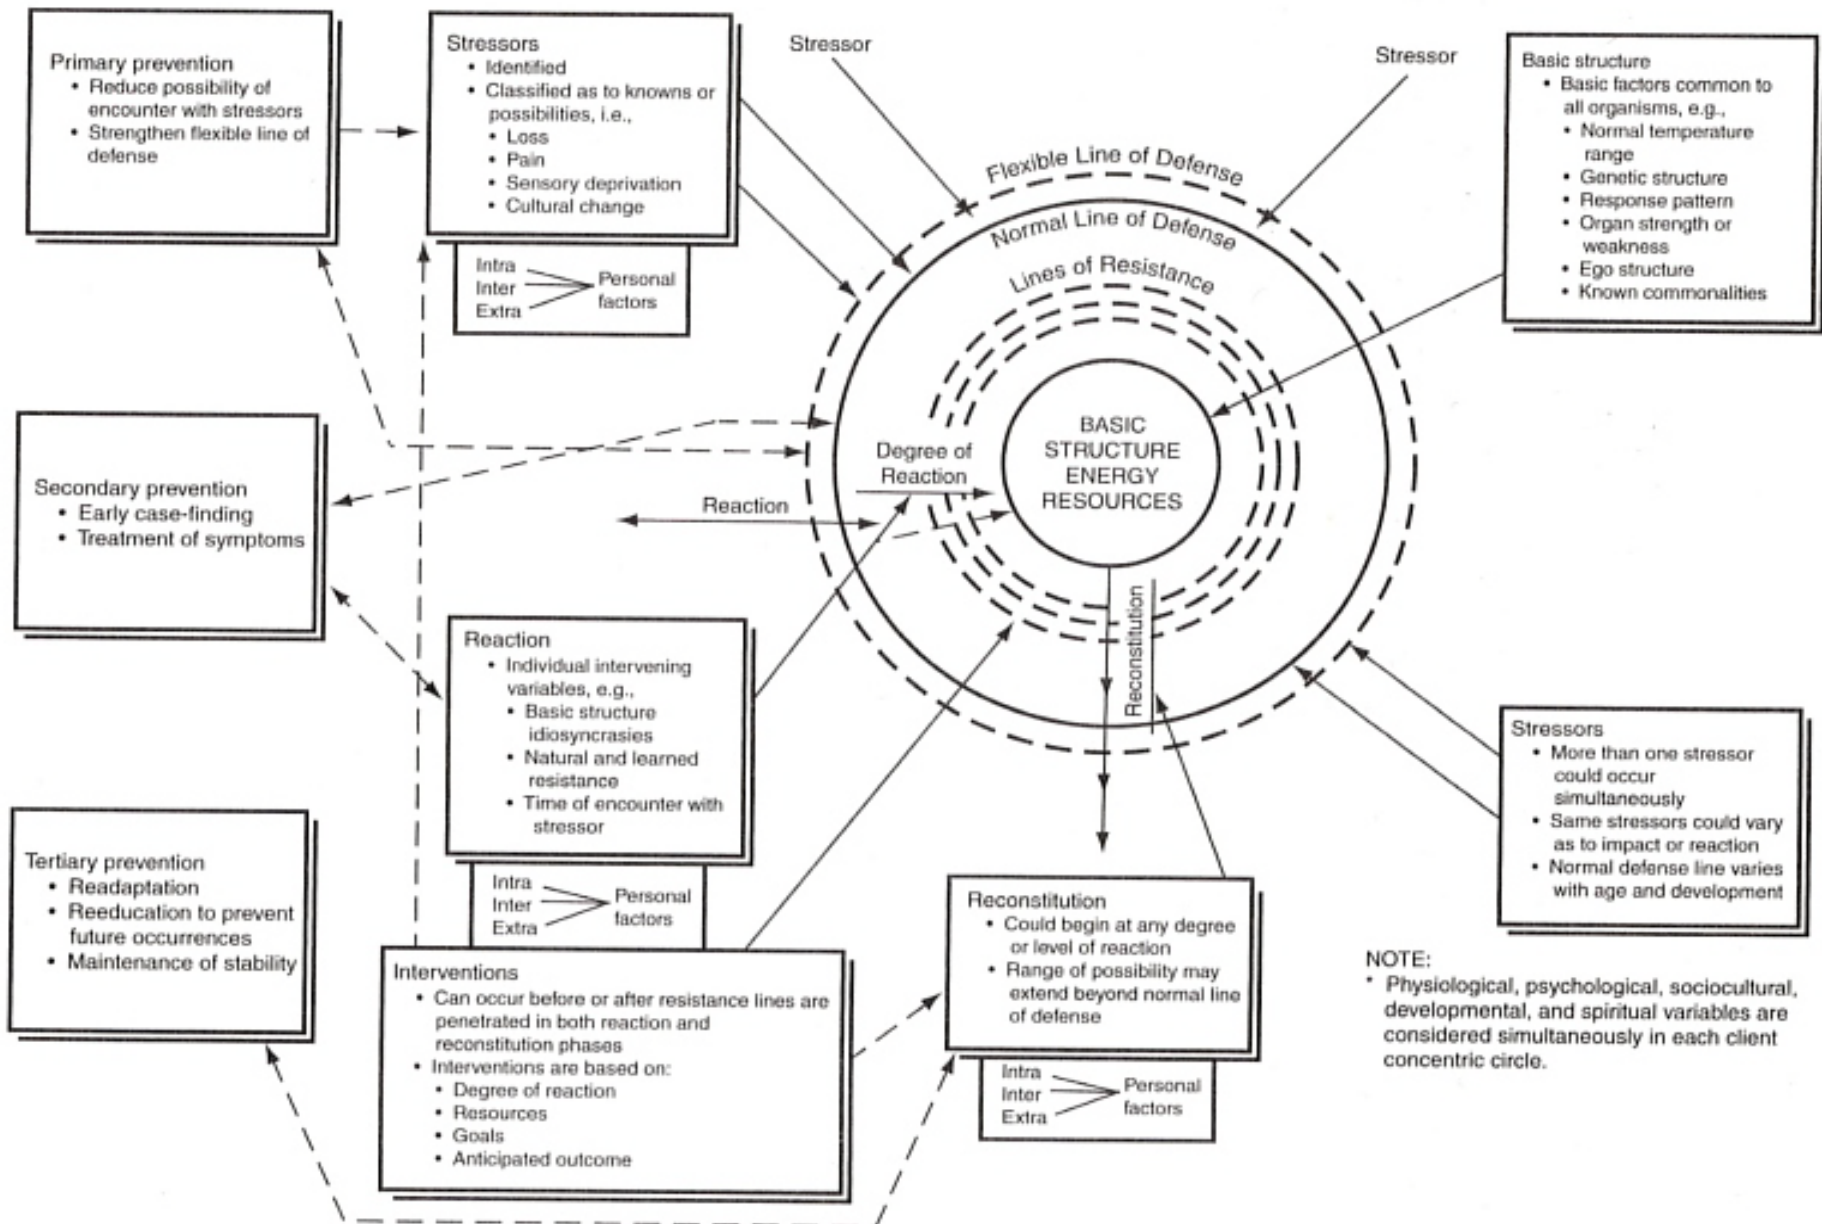 Primary prevention
• Reduce possibility of
encounter with stressors
• Strengthen flexible line of
defense
Stressors
• Identified
• Classified as to knowns or
possibilities, i.e.,
• Loss
• Pain
• Sensory deprivation
• Cultural change
Intra
Inter
Extra
Personal
factors
Stressor
Stressor
Basic structure
• Basic factors common to
all organisms, e.g.,
• Normal temperature
range
• Genetic structure
• Response pattern
• Organ strength or
weakness
• Ego structure
• Known commonalities
Flexible Line of Defense
Normal Line of Defense
Lines of Resistance
BASIC
STRUCTURE
ENERGY
RESOURCES
Degree of
Reaction
Reaction
Reconstitution
Secondary prevention
• Early case-finding
• Treatment of symptoms
Reaction
• Individual intervening
variables, e.g.,
• Basic structure
idiosyncrasies
• Natural and learned
resistance
• Time of encounter with
stressor
Intra
Inter
Extra
Personal
factors
Stressors
• More than one stressor
could occur
simultaneously
• Same stressors could vary
as to impact or reaction
• Normal defense line varies
with age and development
Tertiary prevention
• Readaptation
• Reeducation to prevent
future occurrences
• Maintenance of stability
Interventions
• Can occur before or after resistance lines are
penetrated in both reaction and
reconstitution phases
• Interventions are based on:
• Degree of reaction
• Resources
• Goals
• Anticipated outcome
Reconstitution
• Could begin at any degree
or level of reaction
• Range of possibility may
extend beyond normal line
of defense
Intra
Inter
Extra
Personal
factors
NOTE:
* Physiological, psychological, sociocultural,
developmental, and spiritual variables are
considered simultaneously in each client
concentric circle.